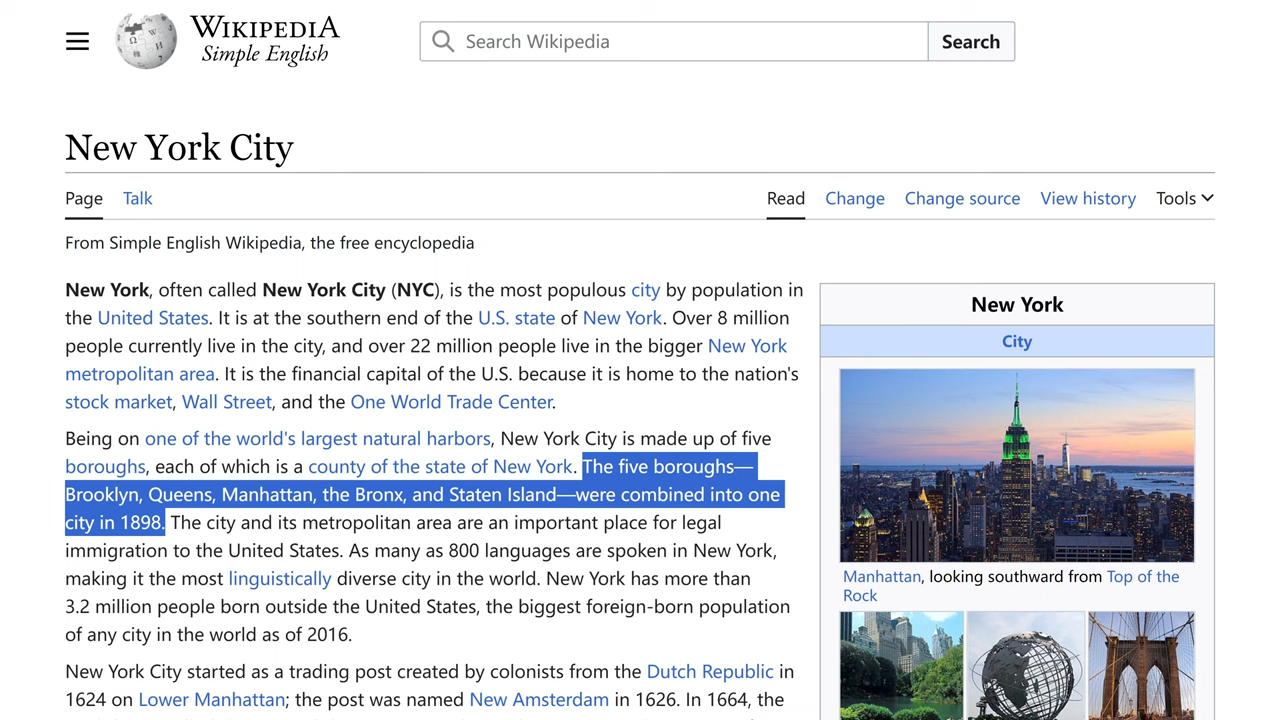 WIKIPEDIA
Simple English
Search Wikipedia
Search
New York City
Page
Talk
Read
Change
Change source
View history
Tools
From Simple English Wikipedia, the free encyclopedia
New York, often called New York City (NYC), is the most populous city by population in
the United States. It is at the southern end of the U.S. state of New York. Over 8 million
people currently live in the city, and over 22 million people live in the bigger New York
metropolitan area. It is the financial capital of the U.S. because it is home to the nation's
stock market, Wall Street, and the One World Trade Center.
Being on one of the world's largest natural harbors, New York City is made up of five
boroughs, each of which is a county of the state of New York. The five boroughs—
Brooklyn, Queens, Manhattan, the Bronx, and Staten Island—were combined into one
city in 1898. The city and its metropolitan area are an important place for legal
immigration to the United States. As many as 800 languages are spoken in New York,
making it the most linguistically diverse city in the world. New York has more than
3.2 million people born outside the United States, the biggest foreign-born population
of any city in the world as of 2016.
New York City started as a trading post created by colonists from the Dutch Republic in
1624 on Lower Manhattan; the post was named New Amsterdam in 1626. In 1664, the
New York
City
Manhattan, looking southward from Top of the
Rock